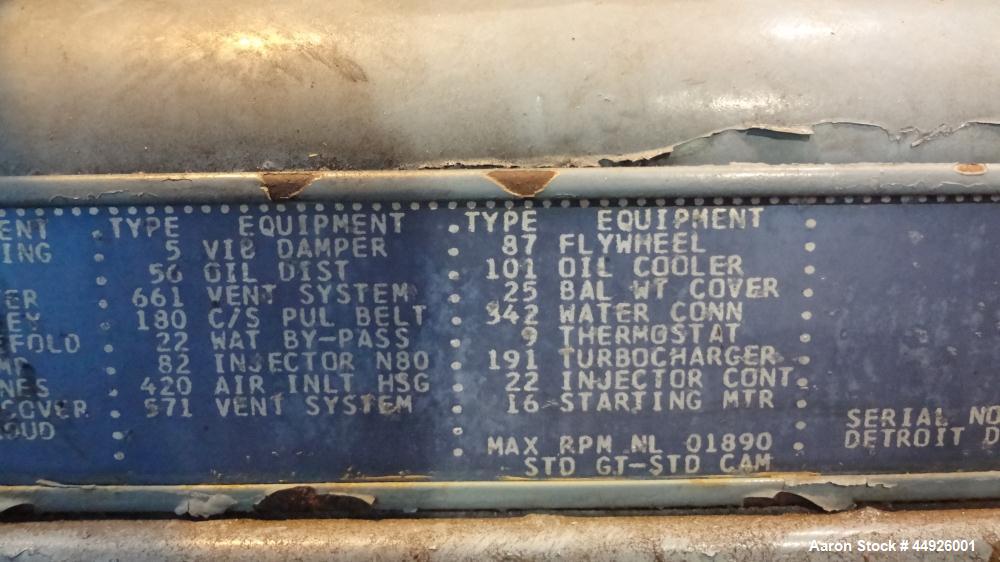 ENT TYPE EQUIPMENT TYPE EQUIPMENT
ING 5 VIB DAMPER 87 FLYWHEEL
56 OIL DIST 101 OIL COOLER
ER 661 VENT SYSTEM 25 BAL WT COVER
EY 180 C/S PUL BELT 342 WATER CONN
FOLD 22 WAT BY-PASS 9 THERMOSTAT
MP 82 INJECTOR N80 191 TURBOCHARGER
NES 420 AIR INLT HSG 22 INJECTOR CONT
COVER 571 VENT SYSTEM 16 STARTING MTR
OUD
MAX RPM NL 01890
STD GT-STD CAM
SERIAL NO
DETROIT D
Aaron Stock # 44926001